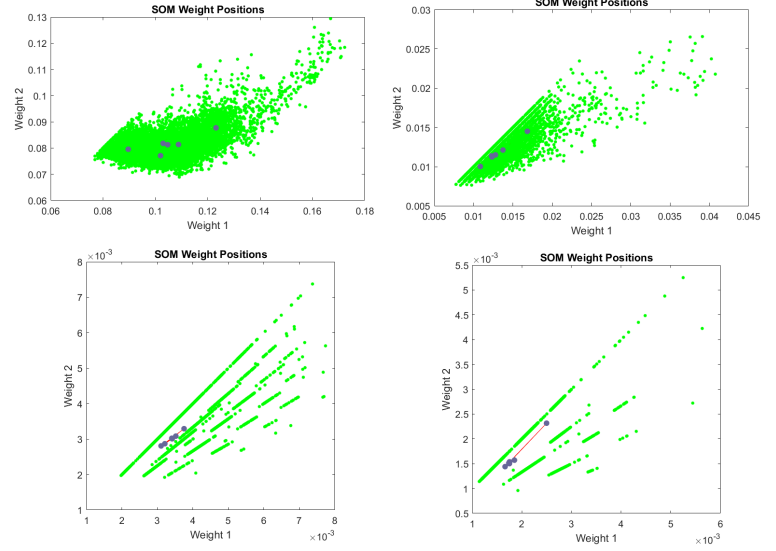 SOM Weight Positions
0.13
0.12
0.11
0.1
0.09
0.08
0.07
0.06
Weight 2
0.06 0.08 0.1 0.12 0.14 0.16 0.18
Weight 1
SOM Weight Positions
0.03
0.025
0.02
0.015
0.01
0.005
Weight 2
0.005 0.01 0.015 0.02 0.025 0.03 0.035 0.04 0.045
Weight 1
×10⁻³
SOM Weight Positions
8
7
6
5
4
3
2
1
Weight 2
1 2 3 4 5 6 7 8
Weight 1
×10⁻³
×10⁻³
SOM Weight Positions
5.5
5
4.5
4
3.5
3
2.5
2
1.5
1
0.5
Weight 2
1 2 3 4 5 6
Weight 1
×10⁻³